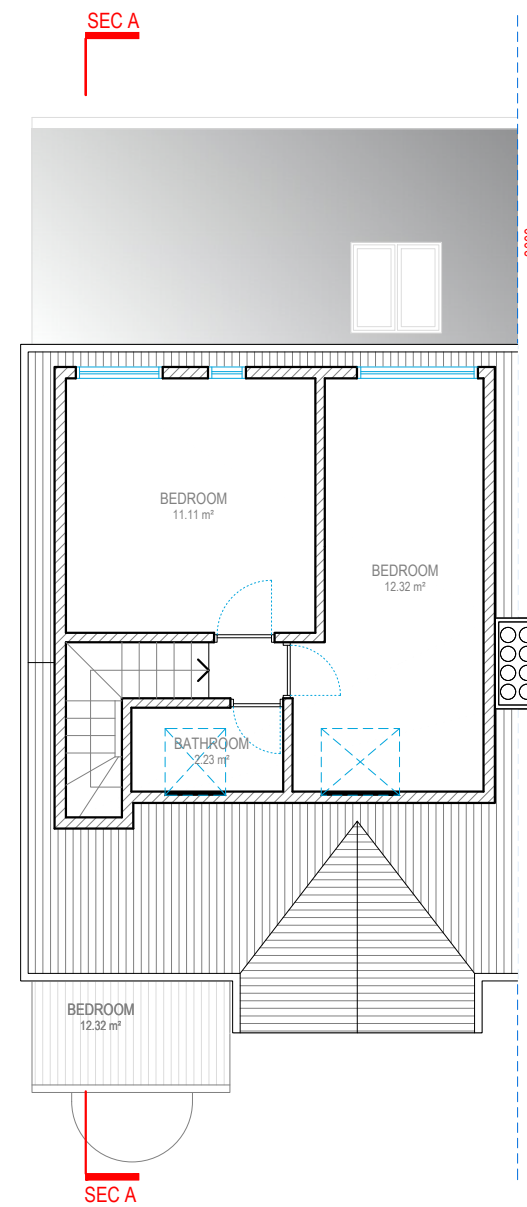 SEC A
BEDROOM
11.11 m²
BEDROOM
12.32 m²
BATHROOM
2.23 m²
BEDROOM
12.32 m²
SEC A